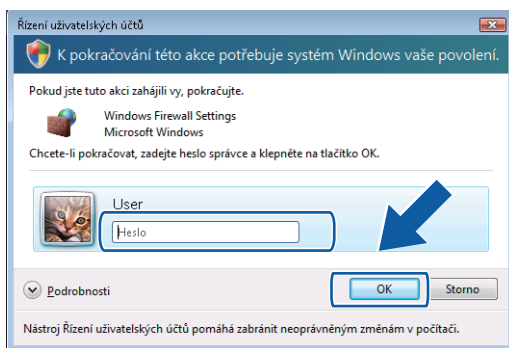 Řízení uživatelských účtů
K pokračování této akce potřebuje systém Windows vaše povolení.
Pokud jste tuto akci zahájili vy, pokračujte.
Windows Firewall Settings
Microsoft Windows
Chcete-li pokračovat, zadejte heslo správce a klepněte na tlačítko OK.
User
Heslo
Podrobnosti
OK
Storno
Nástroj Řízení uživatelských účtů pomáhá zabránit neoprávněným změnám v počítači.